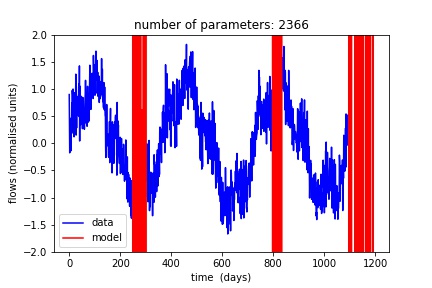 number of parameters: 2366
flows (normalised units)
2.0
1.5
1.0
0.5
0.0
−0.5
−1.0
−1.5
−2.0
data
model
0 200 400 600 800 1000 1200
time (days)